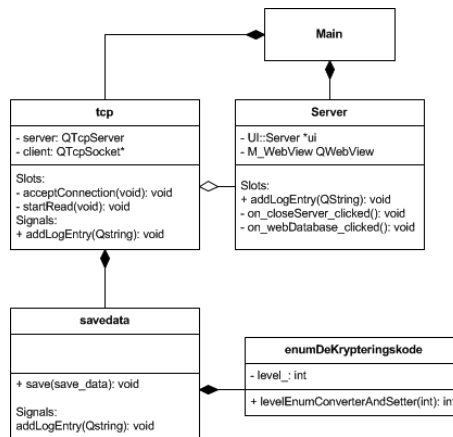 Main
tcp
- server: QTcpServer
- client: QTcpSocket*
Slots:
- acceptConnection(void): void
- startRead(void): void
Signals:
+ addLogEntry(Qstring): void
Server
- UI::Server *ui
- M_WebView QWebView
Slots:
+ addLogEntry(QString): void
- on_closeServer_clicked(): void
- on_webDatabase_clicked(): void
savedata
+ save(save_data): void
Signals:
addLogEntry(Qstring): void
enumDeKrypteringskode
- level_: int
+ levelEnumConverterAndSetter(int): int